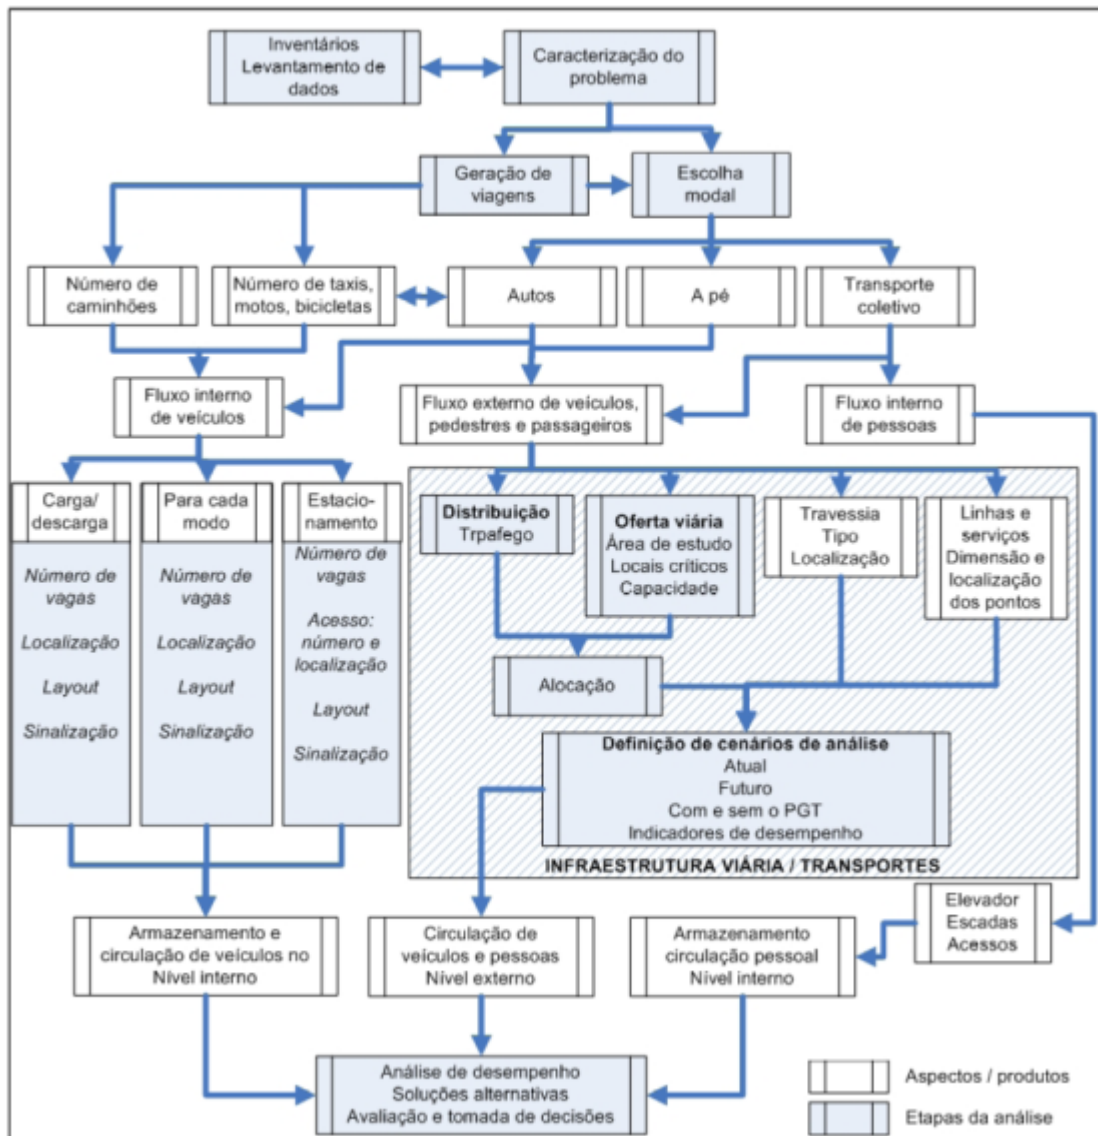 Inventários
Levantamento de
dados
Caracterização do
problema
Geração de
viagens
Escolha
modal
Número de
caminhões
Número de taxis,
motos, bicicletas
Autos
A pé
Transporte
coletivo
Fluxo interno
de veículos
Fluxo externo de veículos,
pedestres e passageiros
Fluxo interno
de pessoas
Carga/
descarga
Número de
vagas
Localização
Layout
Sinalização
Para cada
modo
Número de
vagas
Localização
Layout
Sinalização
Estacio-
namento
Número de
vagas
Acesso:
número e
localização
Layout
Sinalização
Distribuição
Trpafego
Oferta viária
Área de estudo
Locais críticos
Capacidade
Travessia
Tipo
Localização
Linhas e
serviços
Dimensão e
localização
dos pontos
Alocação
Definição de cenários de análise
Atual
Futuro
Com e sem o PGT
Indicadores de desempenho
INFRAESTRUTURA VIÁRIA / TRANSPORTES
Elevador
Escadas
Acessos
Armazenamento e
circulação de veículos no
Nível interno
Circulação de
veículos e pessoas
Nível externo
Armazenamento
circulação pessoal
Nível interno
Análise de desempenho
Soluções alternativas
Avaliação e tomada de decisões
Aspectos / produtos
Etapas da análise